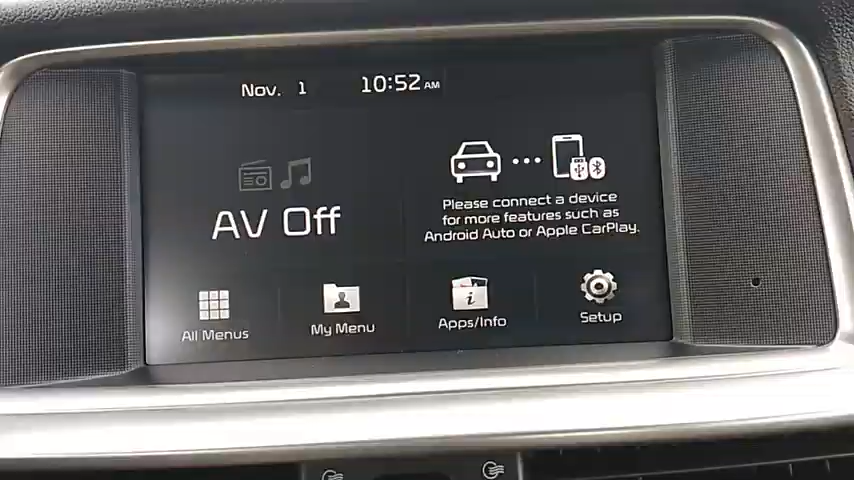 Nov. 1 10:52 AM
AV Off
Please connect a device
for more features such as
Android Auto or Apple CarPlay.
All Menus
My Menu
Apps/Info
Setup